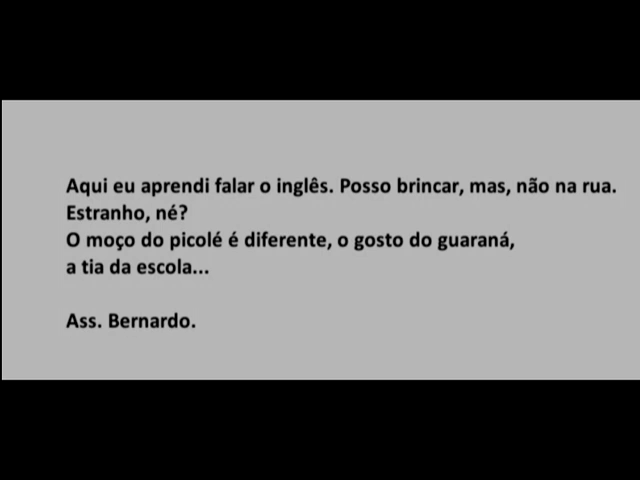 Aqui eu aprendi falar o inglês. Posso brincar, mas, não na rua.
Estranho, né?
O moço do picolé é diferente, o gosto do guaraná,
a tia da escola...
Ass. Bernardo.